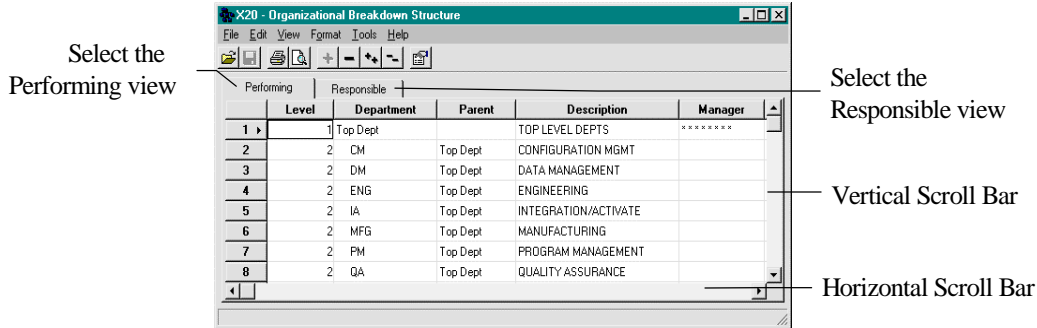 X20 - Organizational Breakdown Structure
File Edit View Format Tools Help
Select the
Performing view
Performing Responsible
Select the
Responsible view
Level Department Parent Description Manager
1 1 Top Dept TOP LEVEL DEPTS ********
2 2 CM Top Dept CONFIGURATION MGMT
3 2 DM Top Dept DATA MANAGEMENT
4 2 ENG Top Dept ENGINEERING
5 2 IA Top Dept INTEGRATION/ACTIVATE
6 2 MFG Top Dept MANUFACTURING
7 2 PM Top Dept PROGRAM MANAGEMENT
8 2 QA Top Dept QUALITY ASSURANCE
Vertical Scroll Bar
Horizontal Scroll Bar